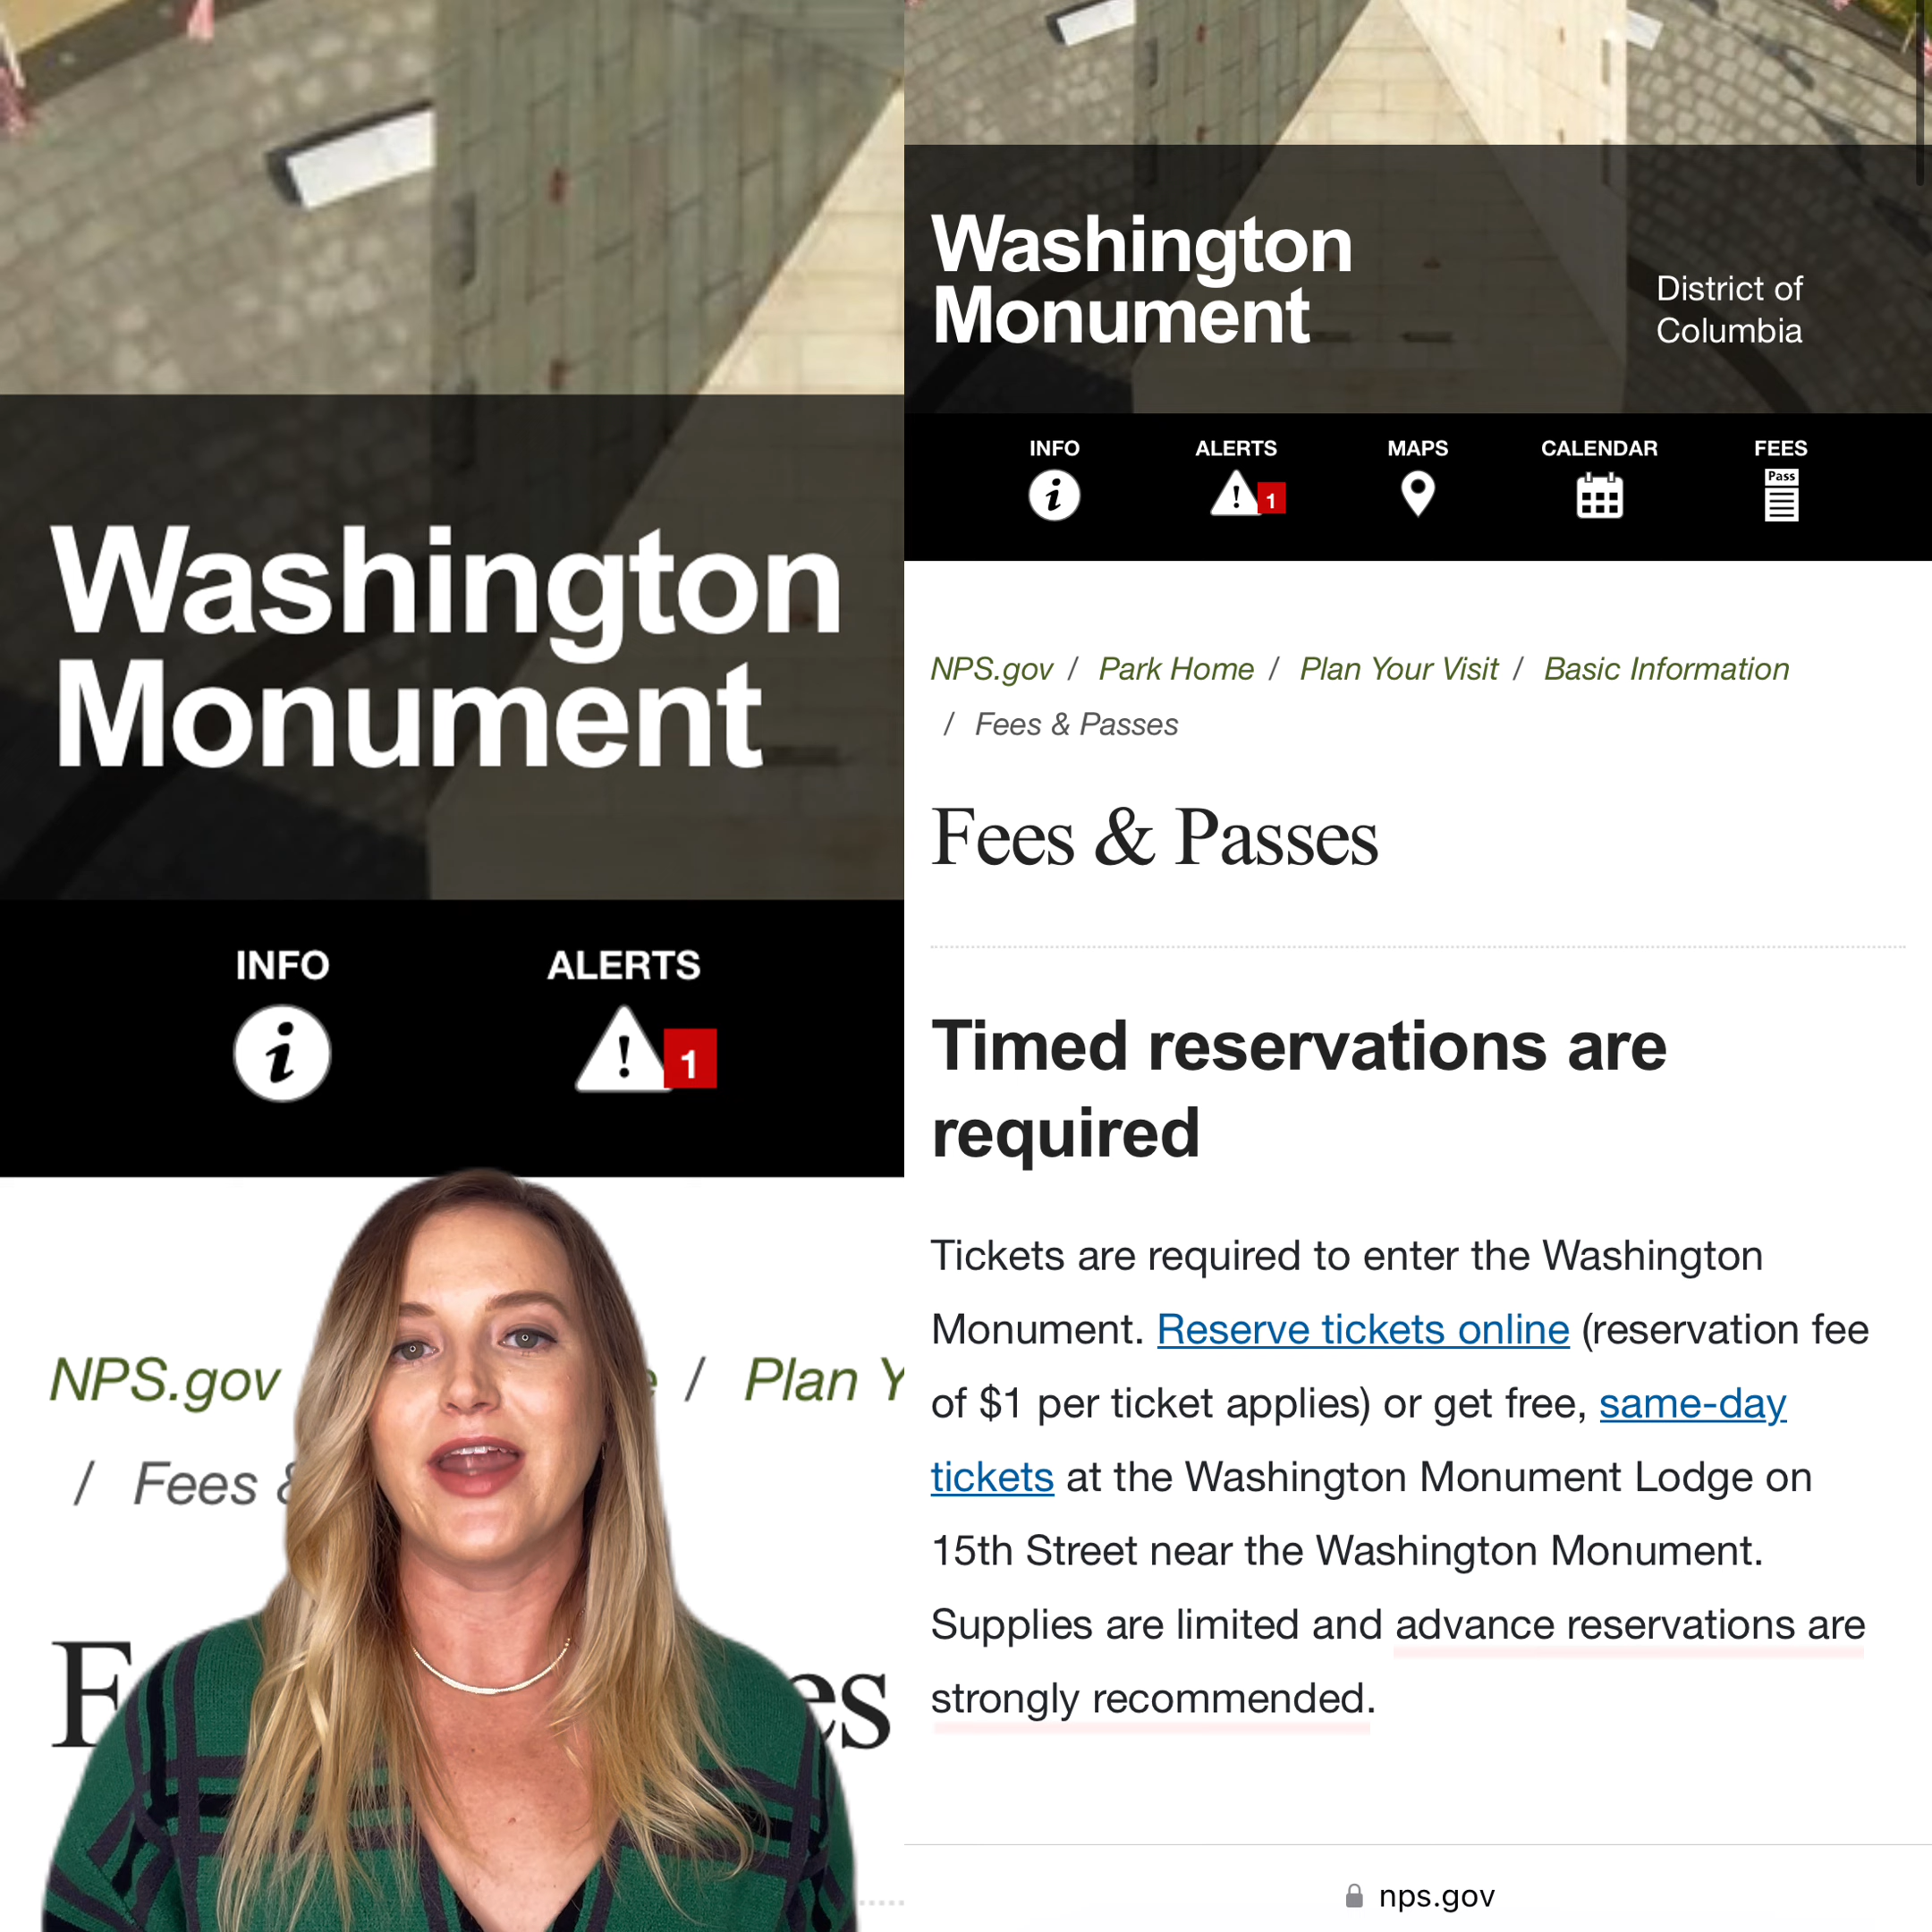 Washington
Monument
INFO
ALERTS
1
NPS.gov / Plan
/ Fees
Washington
Monument
District of
Columbia
INFO
ALERTS
MAPS
CALENDAR
FEES
1
Pass
NPS.gov / Park Home / Plan Your Visit / Basic Information
/ Fees & Passes
Fees & Passes
Timed reservations are
required
Tickets are required to enter the Washington
Monument. Reserve tickets online (reservation fee
of $1 per ticket applies) or get free, same-day
tickets at the Washington Monument Lodge on
15th Street near the Washington Monument.
Supplies are limited and advance reservations are
strongly recommended.
nps.gov